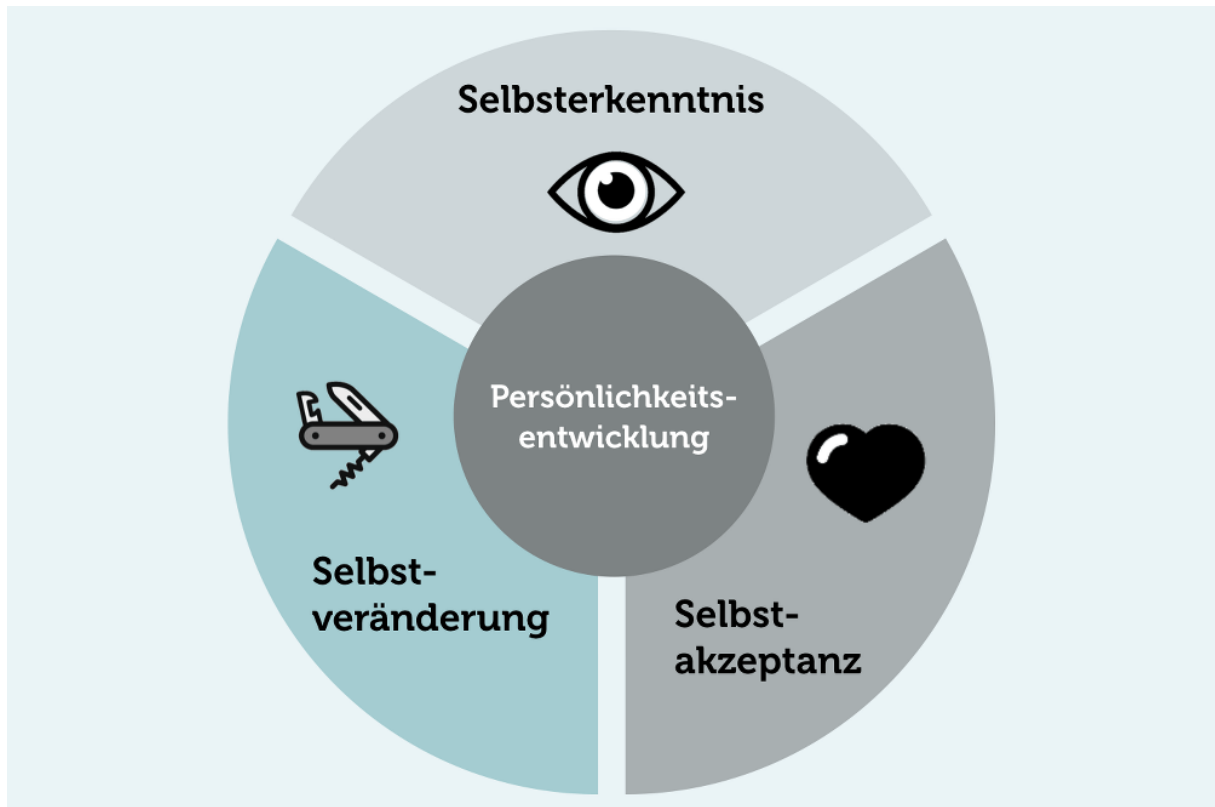 Selbsterkenntnis
Persönlichkeits-
entwicklung
Selbst-
veränderung
Selbst-
akzeptanz